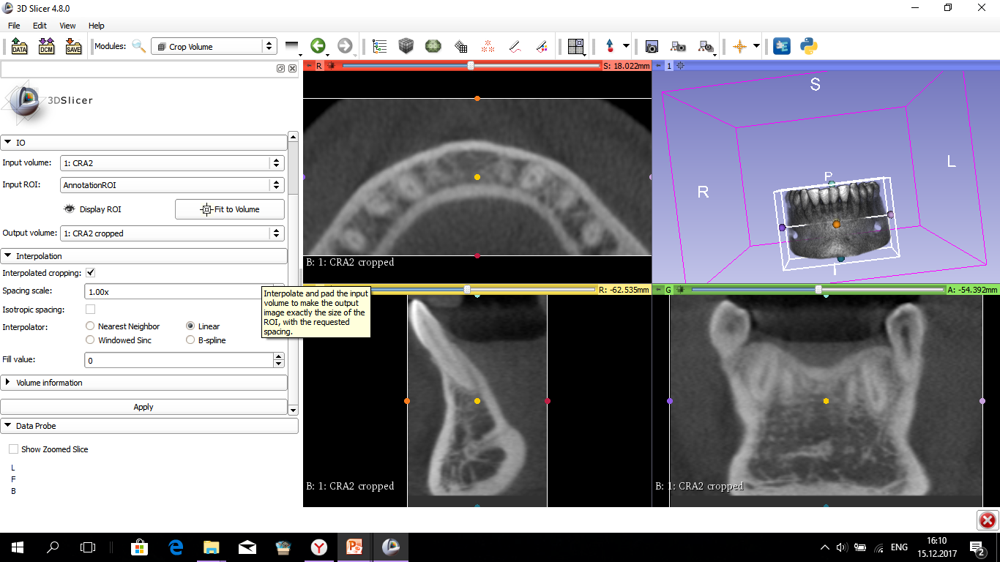 3D Slicer 4.8.0
File Edit View Help
DATA DCM SAVE Modules: Crop Volume
3DSlicer
IO
Input volume: 1: CRA2
Input ROI: AnnotationROI
Display ROI Fit to Volume
Output volume: 1: CRA2 cropped
Interpolation
Interpolated cropping:
Spacing scale: 1.00x
Isotropic spacing:
Interpolator: Nearest Neighbor Linear
Windowed Sinc B-spline
Fill value: 0
Volume information
Apply
Data Probe
Show Zoomed Slice
L
F
B
Interpolate and pad the input
volume to make the output
image exactly the size of the
ROI, with the requested
spacing.
R S: 18.022mm
B: 1: CRA2 cropped
1
S
R
L
P
I
R: -62.535mm
B: 1: CRA2 cropped
G A: -54.392mm
B: 1: CRA2 cropped
ENG
16:10
15.12.2017
2